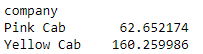 company
Pink Cab       62.652174
Yellow Cab    160.259986